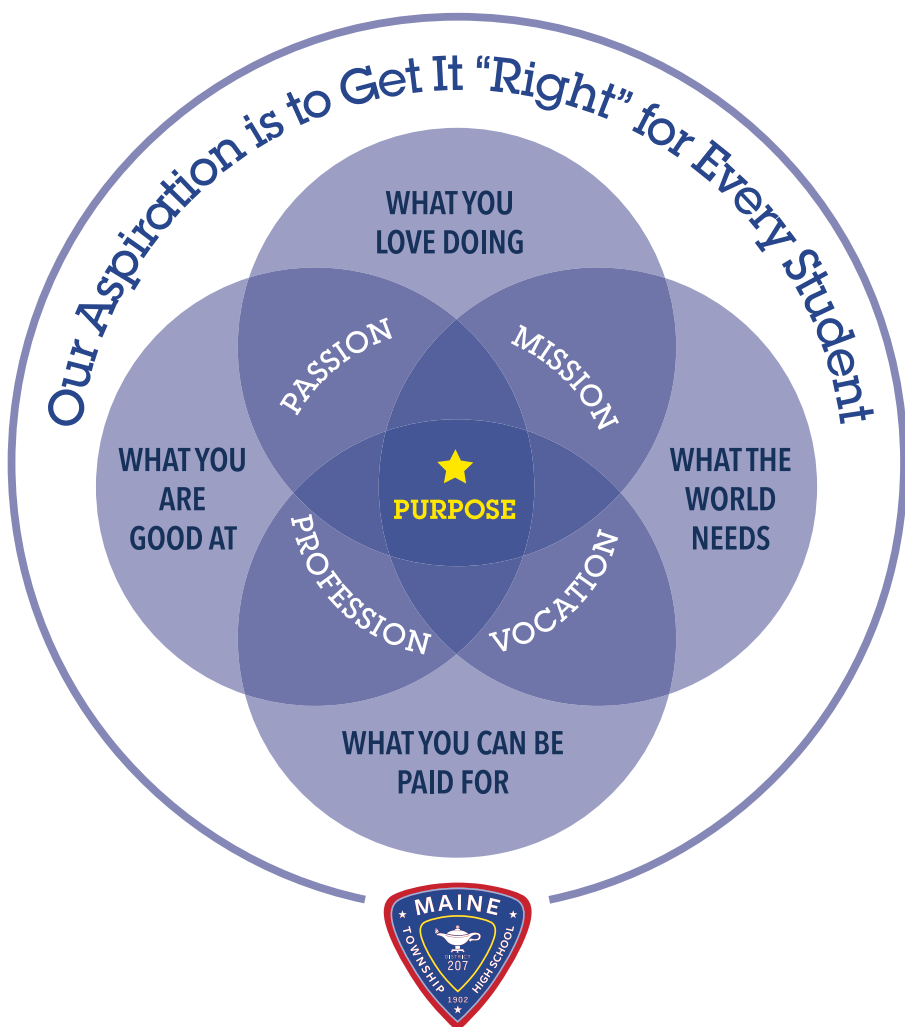 Our Aspiration is to Get It “Right” for Every Student
WHAT YOU
LOVE DOING
PASSION
MISSION
WHAT YOU
ARE
GOOD AT
PURPOSE
WHAT THE
WORLD
NEEDS
PROFESSION
VOCATION
WHAT YOU CAN BE
PAID FOR
MAINE
TOWNSHIP
HIGH SCHOOL
DISTRICT
207
1902